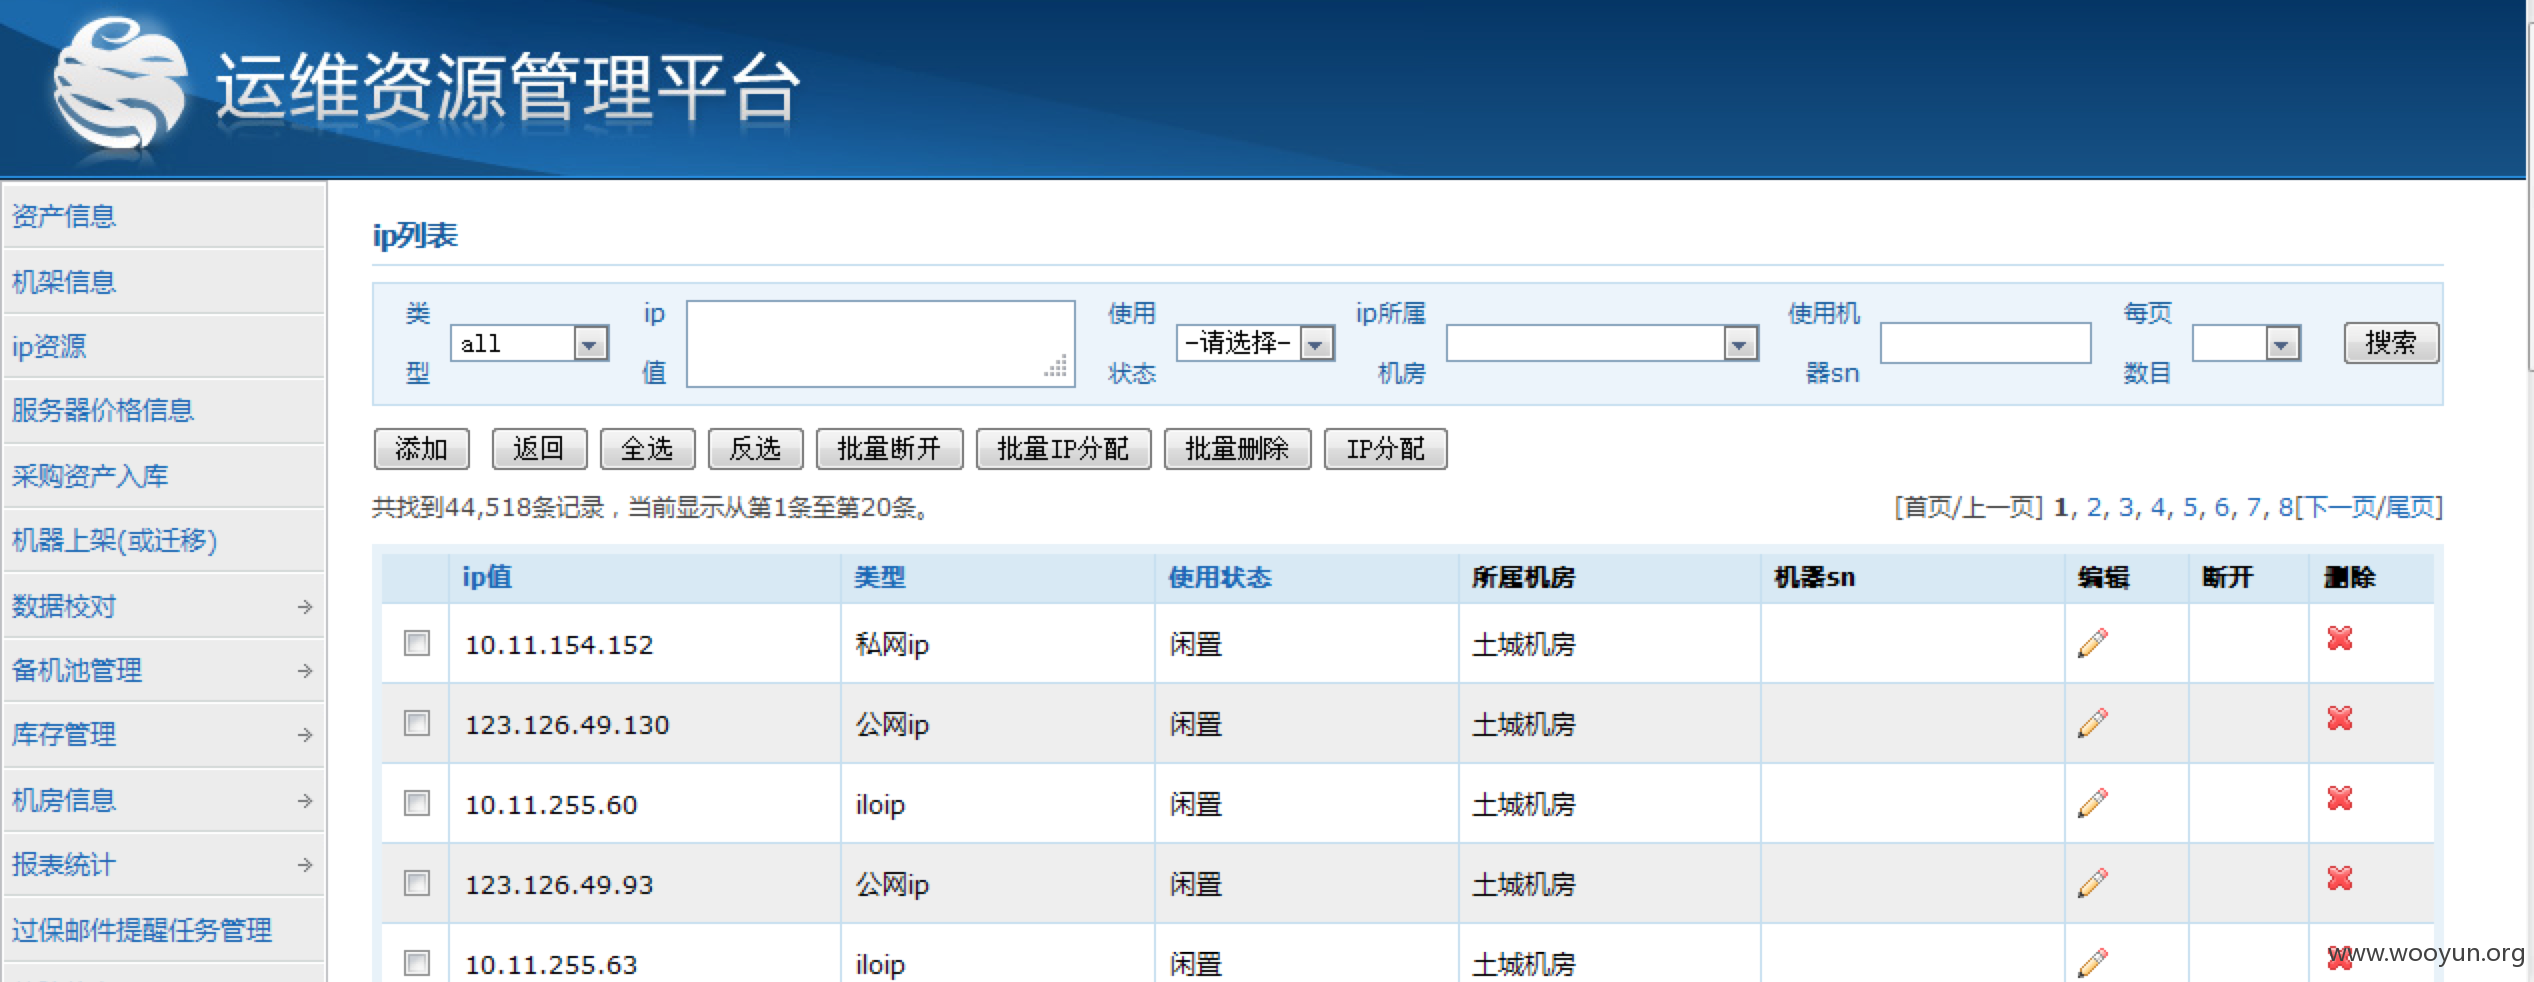 运维资源管理平台
资产信息
机架信息
ip资源
服务器价格信息
采购资产入库
机器上架(或迁移)
数据校对
备机池管理
库存管理
机房信息
报表统计
过保邮件提醒任务管理
ip列表
类型 all ip值 使用状态 -请选择- ip所属机房 使用机器sn 每页数目 搜索
添加 返回 全选 反选 批量断开 批量IP分配 批量删除 IP分配
共找到44,518条记录，当前显示从第1条至第20条。 [首页/上一页] 1, 2, 3, 4, 5, 6, 7, 8[下一页/尾页]
ip值 类型 使用状态 所属机房 机器sn 编辑 断开 删除
10.11.154.152 私网ip 闲置 土城机房
123.126.49.130 公网ip 闲置 土城机房
10.11.255.60 iloip 闲置 土城机房
123.126.49.93 公网ip 闲置 土城机房
10.11.255.63 iloip 闲置 土城机房
www.wooyun.org